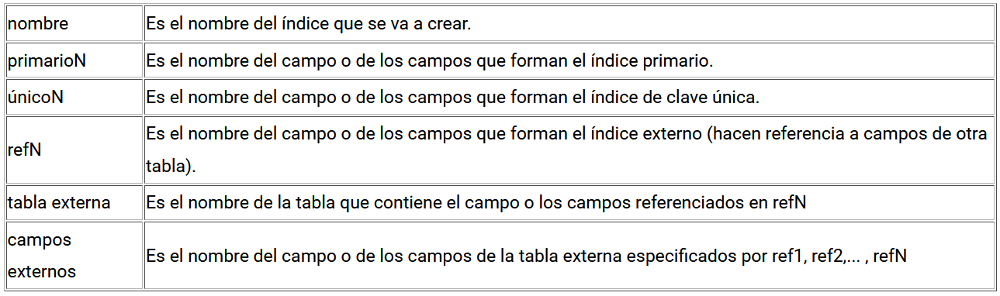 nombre
Es el nombre del índice que se va a crear.
primarioN
Es el nombre del campo o de los campos que forman el índice primario.
únicoN
Es el nombre del campo o de los campos que forman el índice de clave única.
refN
Es el nombre del campo o de los campos que forman el índice externo (hacen referencia a campos de otra
tabla).
tabla externa
Es el nombre de la tabla que contiene el campo o los campos referenciados en refN
campos
externos
Es el nombre del campo o de los campos de la tabla externa especificados por ref1, ref2,... , refN